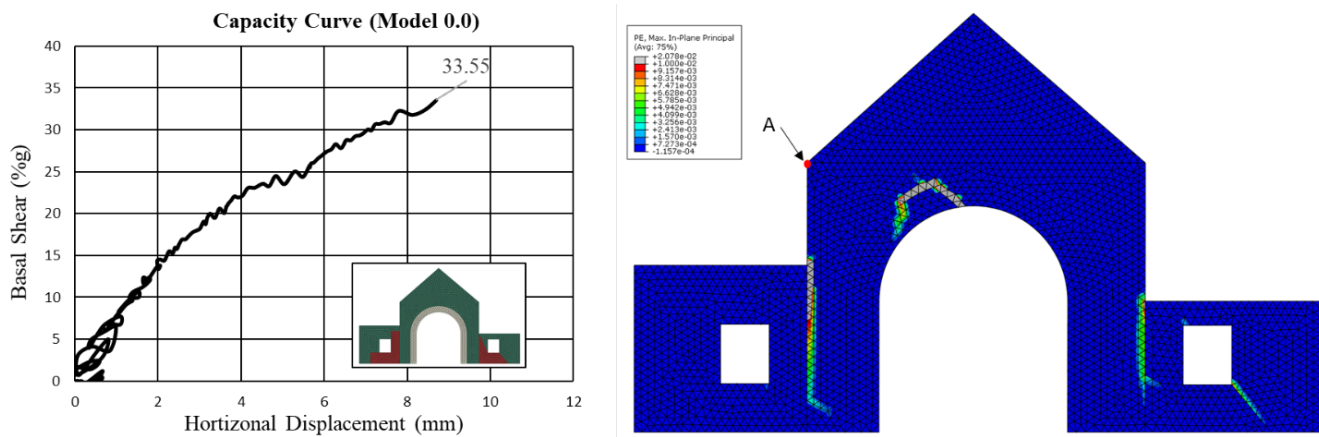 Capacity Curve (Model 0.0)
40
35
30
25
20
15
10
5
0
0 2 4 6 8 10 12
Basal Shear (%g)
Hortizonal Displacement (mm)
33.55
PE, Max. In-Plane Principal
(Avg: 75%)
+2.078e-02
+1.000e-02
+9.157e-03
+8.314e-03
+7.471e-03
+6.628e-03
+5.785e-03
+4.942e-03
+4.099e-03
+3.256e-03
+2.413e-03
+1.570e-03
+7.273e-04
-1.157e-04
A